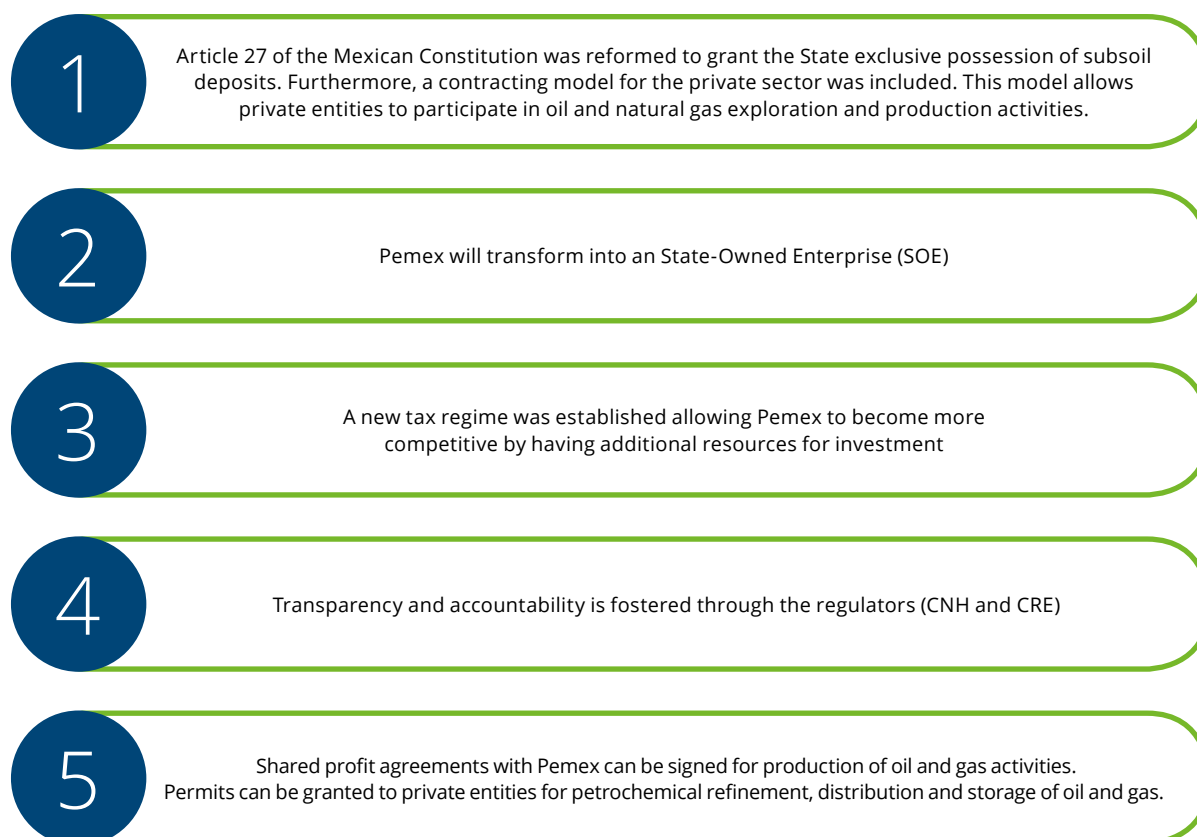 1
Article 27 of the Mexican Constitution was reformed to grant the State exclusive possession of subsoil
deposits. Furthermore, a contracting model for the private sector was included. This model allows
private entities to participate in oil and natural gas exploration and production activities.
2
Pemex will transform into an State-Owned Enterprise (SOE)
3
A new tax regime was established allowing Pemex to become more
competitive by having additional resources for investment
4
Transparency and accountability is fostered through the regulators (CNH and CRE)
5
Shared profit agreements with Pemex can be signed for production of oil and gas activities.
Permits can be granted to private entities for petrochemical refinement, distribution and storage of oil and gas.